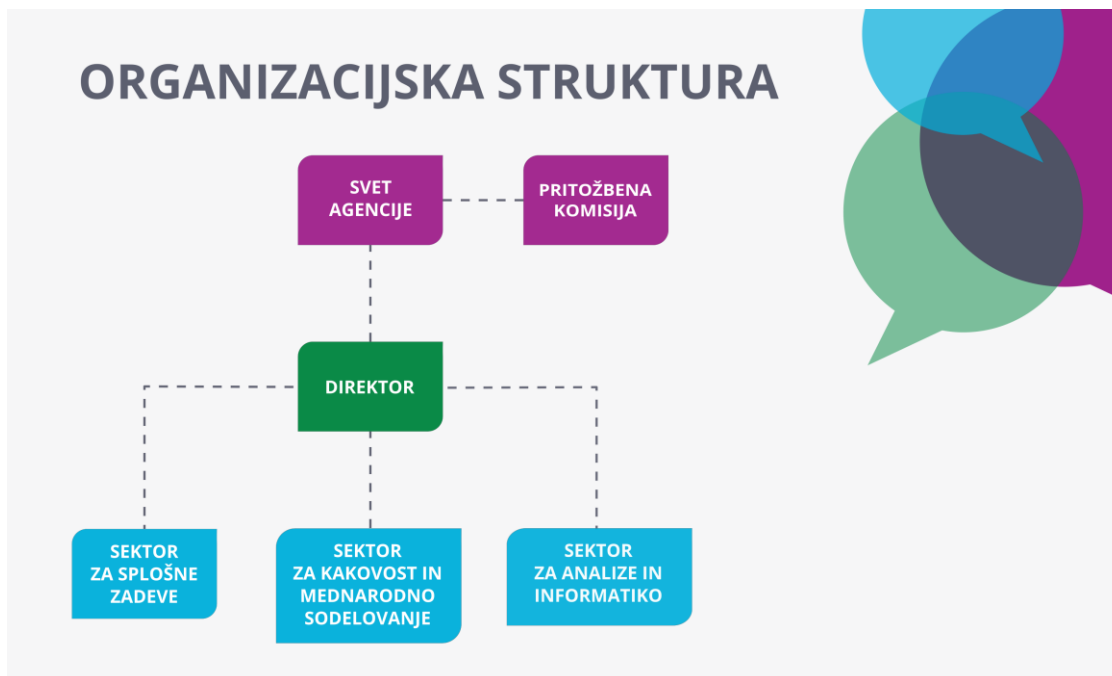 ORGANIZACIJSKA STRUKTURA
SVET
AGENCIJE
PRITOŽBENA
KOMISIJA
DIREKTOR
SEKTOR
ZA SPLOŠNE
ZADEVE
SEKTOR
ZA KAKOVOST IN
MEDNARODNO
SODELOVANJE
SEKTOR
ZA ANALIZE IN
INFORMATIKO